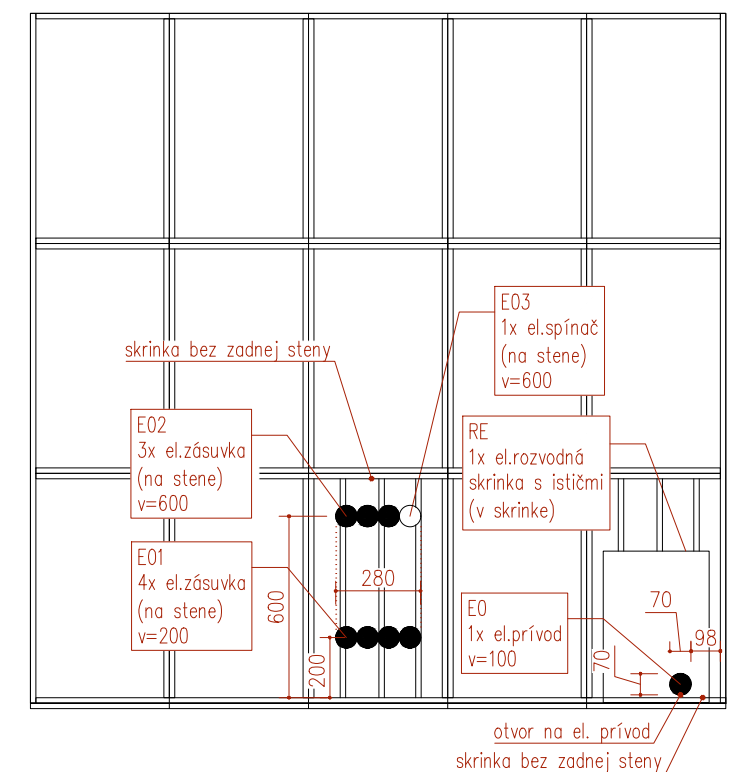 E03
1x el.spínač
(na stene)
v=600
skrinka bez zadnej steny
E02
3x el.zásuvka
(na stene)
v=600
RE
1x el.rozvodná
skrinka s ističmi
(v skrinke)
E01
4x el.zásuvka
(na stene)
v=200
280
600
200
E0
1x el.prívod
v=100
70
98
70
otvor na el. prívod
skrinka bez zadnej steny